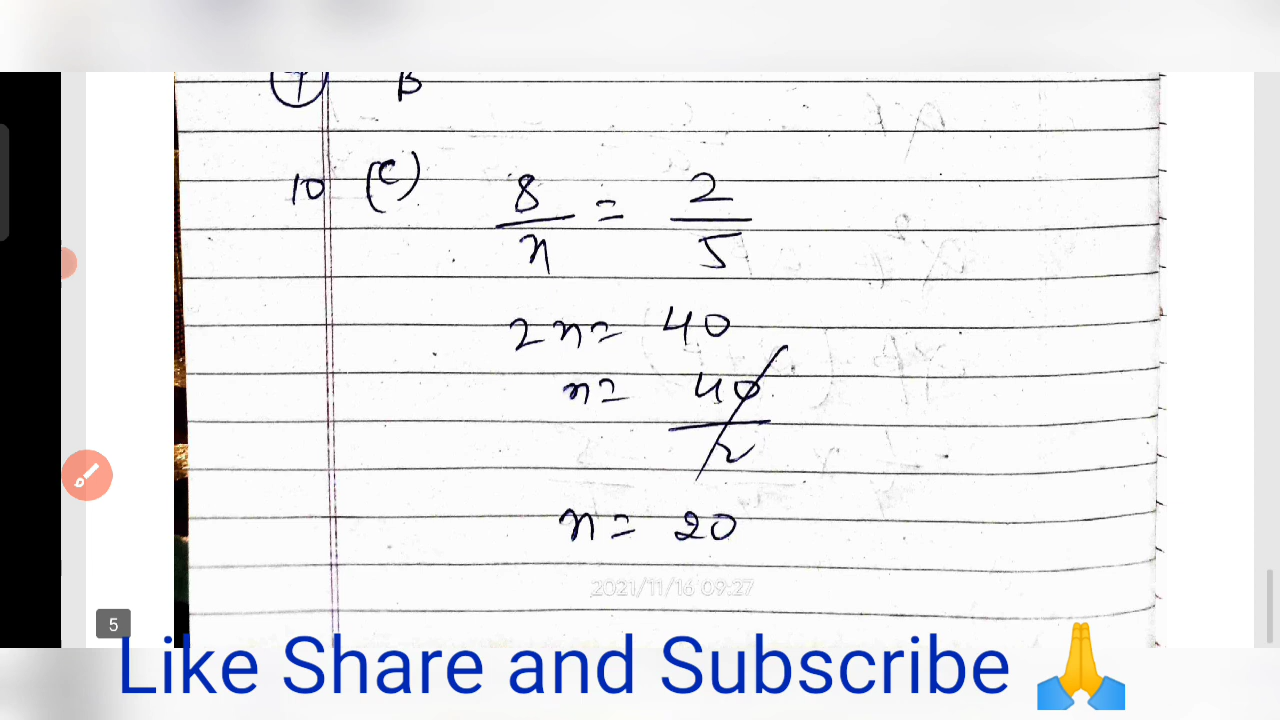 7 B
10 (C) 8/n = 2/5
2n = 40
n = 40/2
n = 20
2021/11/16 09:27
5
Like Share and Subscribe 🙏